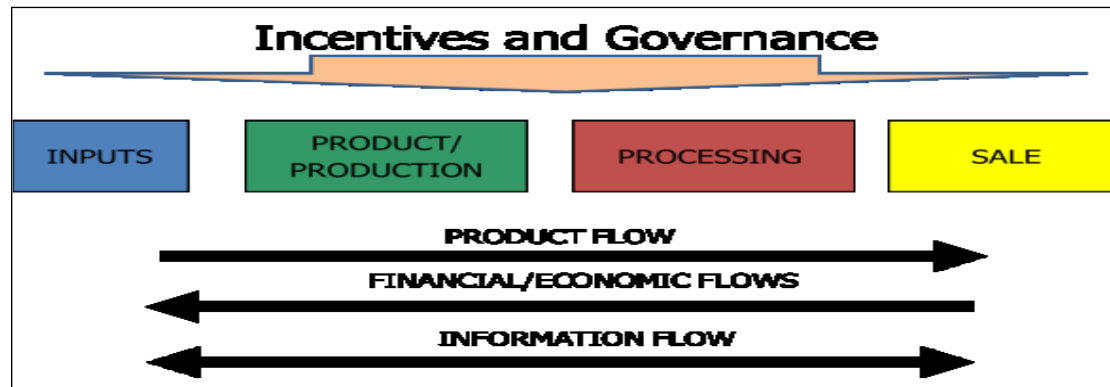 Incentives and Governance
INPUTS
PRODUCT/
PRODUCTION
PROCESSING
SALE
PRODUCT FLOW
FINANCIAL/ECONOMIC FLOWS
INFORMATION FLOW